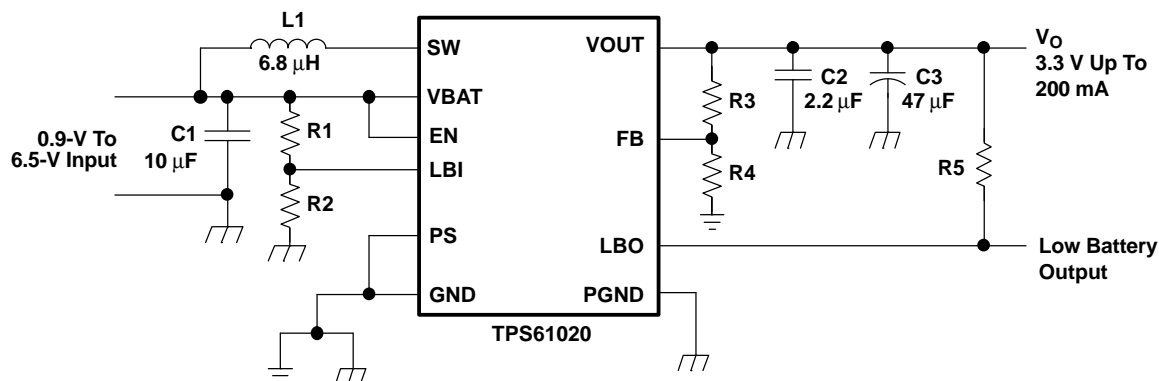 L1
6.8 μH
SW
VOUT
VO
3.3 V Up To
200 mA
C2
2.2 μF
C3
47 μF
R3
VBAT
0.9-V To
6.5-V Input
C1
10 μF
R1
EN
FB
LBI
R4
R5
R2
PS
LBO
Low Battery
Output
GND
PGND
TPS61020